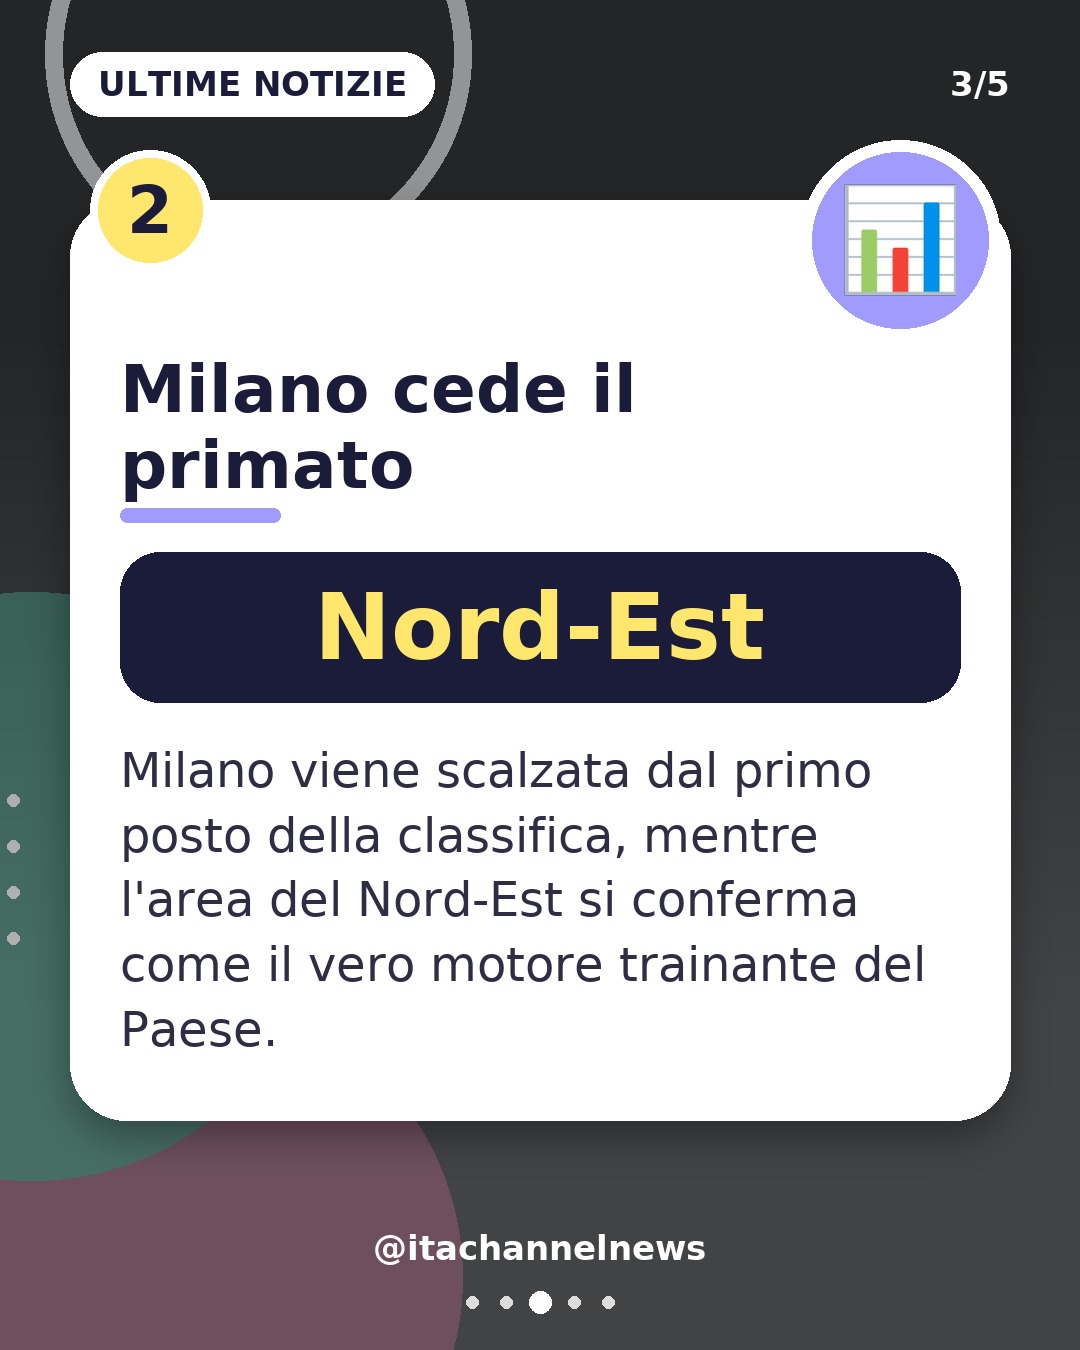 ULTIME NOTIZIE
3/5
2
Milano cede il
primato
Nord-Est
Milano viene scalzata dal primo
posto della classifica, mentre
l'area del Nord-Est si conferma
come il vero motore trainante del
Paese.
@itachannelnews